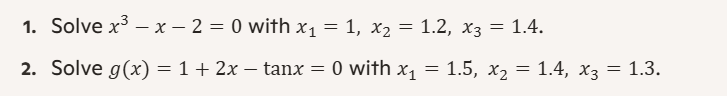 1. Solve x³ − x − 2 = 0 with x₁ = 1, x₂ = 1.2, x₃ = 1.4.
2. Solve g(x) = 1 + 2x − tanx = 0 with x₁ = 1.5, x₂ = 1.4, x₃ = 1.3.